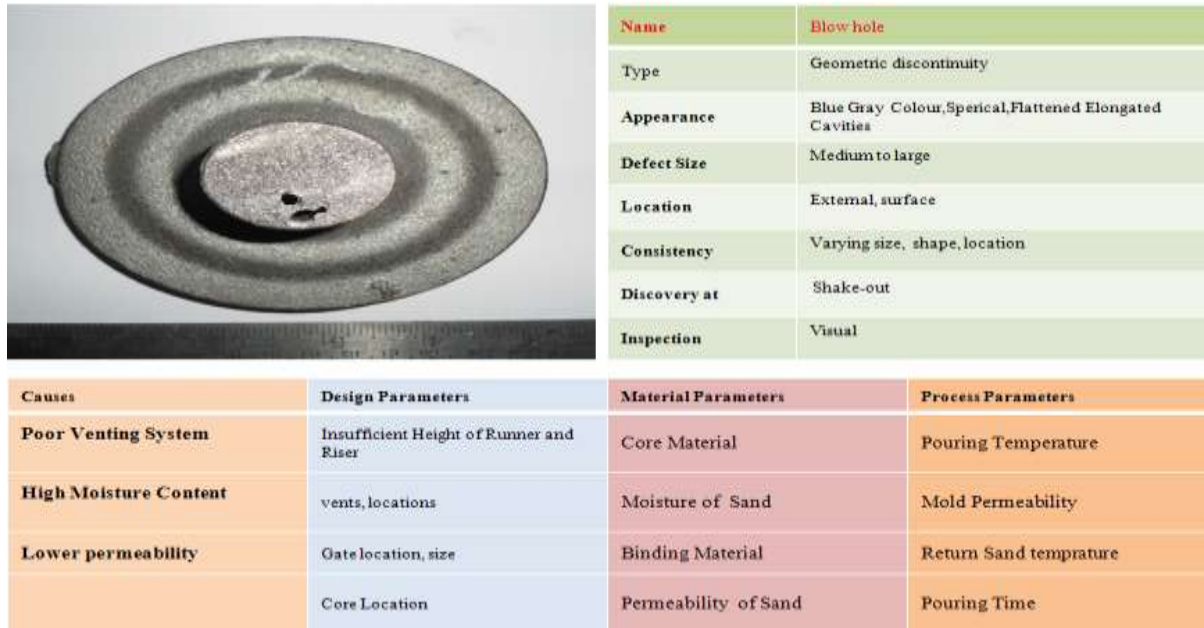 Name Blow hole
Type Geometric discontinuity
Appearance Blue Gray Colour,Sperical,Flattened Elongated
Cavities
Defect Size Medium to large
Location External, surface
Consistency Varying size, shape, location
Discovery at Shake-out
Inspection Visual
Causes Design Parameters Material Parameters Process Parameters
Poor Venting System Insufficient Height of Runner and
Riser Core Material Pouring Temperature
High Moisture Content vents, locations Moisture of Sand Mold Permeability
Lower permeability Gate location, size Binding Material Return Sand temprature
Core Location Permeability of Sand Pouring Time